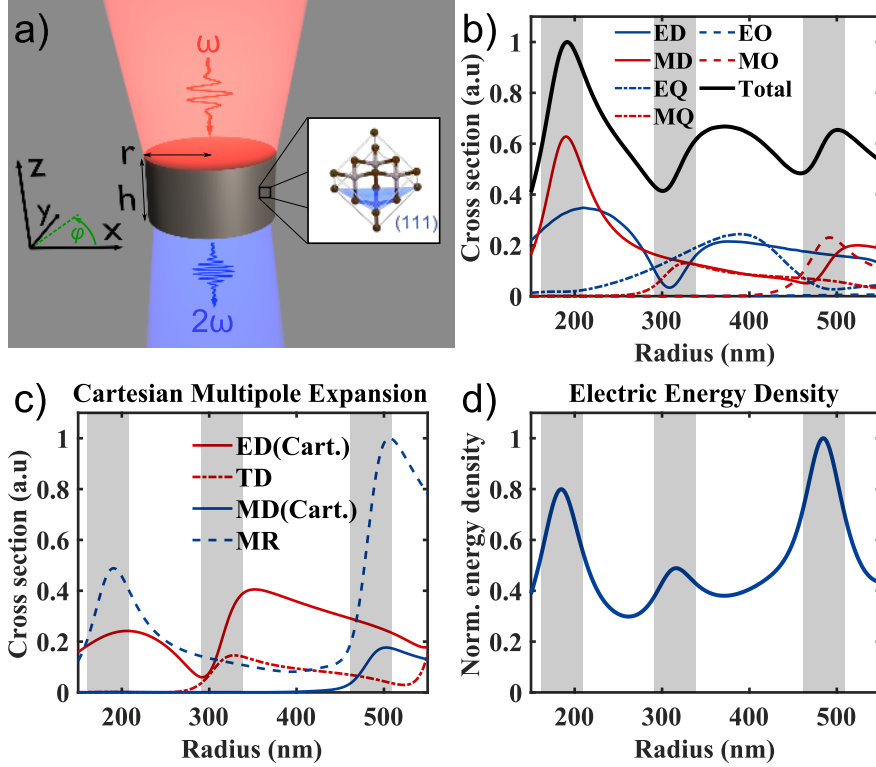 a)
ω
r
h
z
y
x
φ
(111)
2ω
b)
ED
MD
EQ
MQ
EO
MO
Total
Cross section (a.u)
1
0.8
0.6
0.4
0.2
0
200
300
400
500
Radius (nm)
c)
Cartesian Multipole Expansion
ED(Cart.)
TD
MD(Cart.)
MR
Cross section (a.u)
1
0.8
0.6
0.4
0.2
0
200
300
400
500
Radius (nm)
d)
Electric Energy Density
Norm. energy density
1
0.8
0.6
0.4
0.2
0
200
300
400
500
Radius (nm)